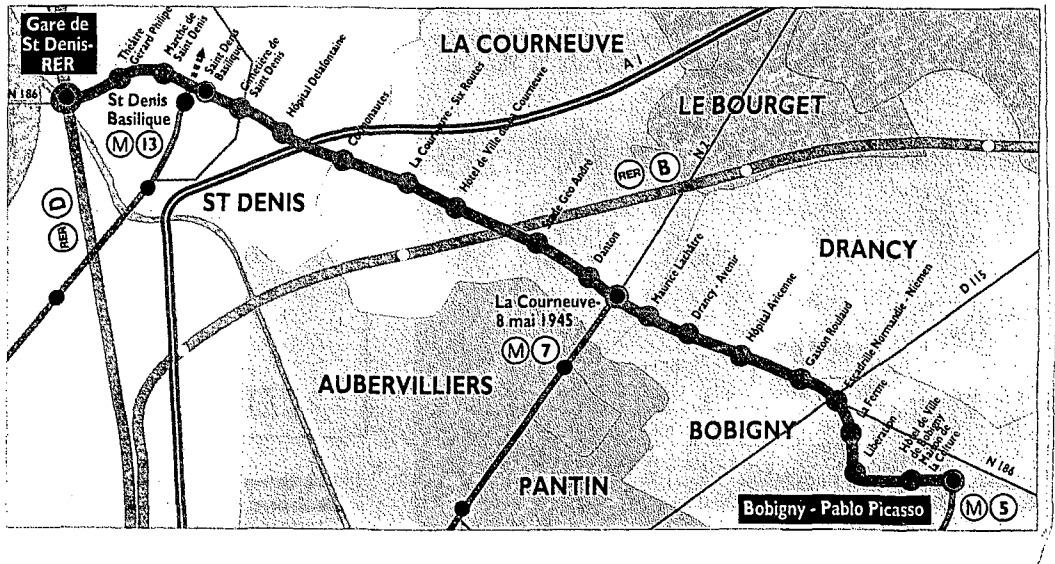 Gare de
St Denis-
RER
N 186
Théâtre
Gérard Philipe
Marché de
Saint Denis
Saint Denis
Basilique
Cimetière de
Saint Denis
Hôpital Delafontaine
Cosmonautes
La Courneuve - Six Routes
Hôtel de Ville de La Courneuve
Stade Géo André
Danton
La Courneuve-
8 mai 1945
M 7
Maurice Lachâtre
Drancy - Avenir
Hôpital Avicenne
Gaston Roulaud
Escadrille Normandie - Niemen
La Ferme
Libération
Hôtel de Ville
de Bobigny
Maison de
la Culture
Bobigny - Pablo Picasso
M 5
St Denis
Basilique
M 13
RER D
RER B
A 1
N 2
D 115
N 186
LA COURNEUVE
LE BOURGET
ST DENIS
DRANCY
AUBERVILLIERS
BOBIGNY
PANTIN